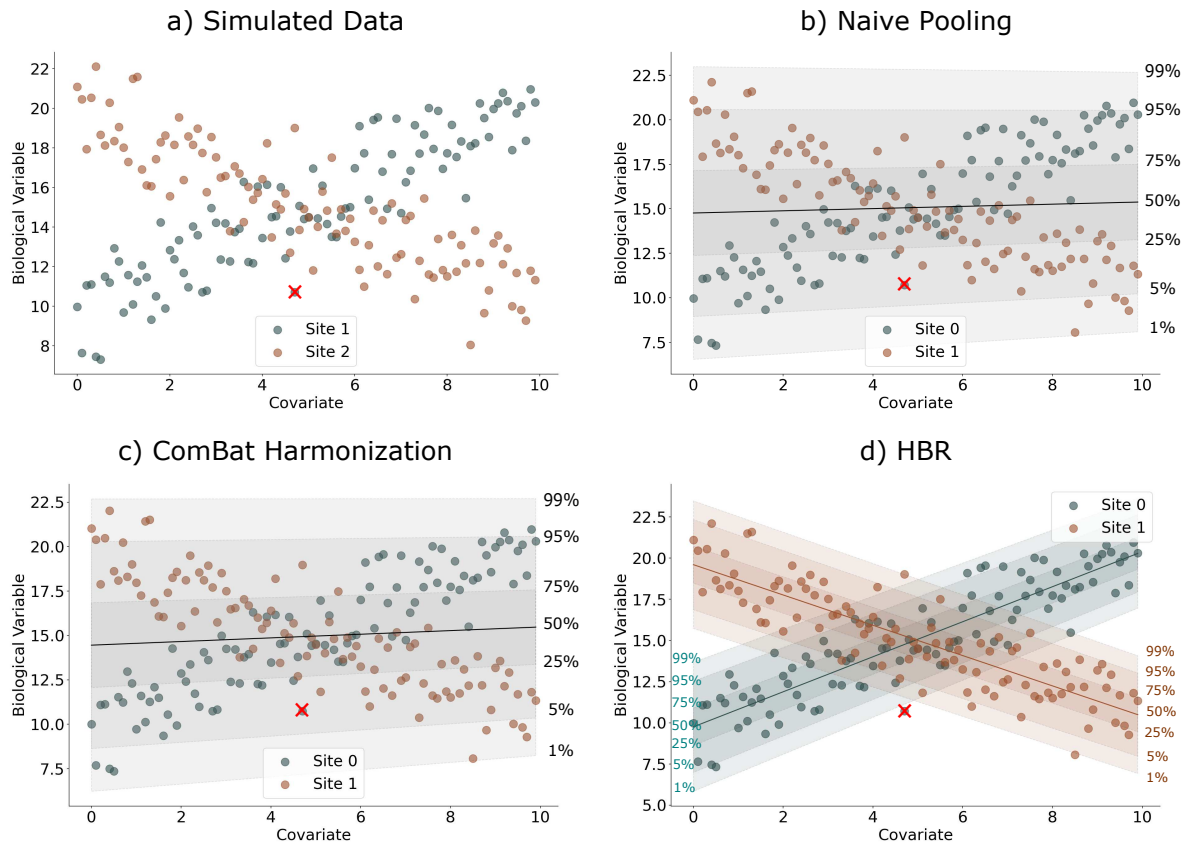 a) Simulated Data
22
20
18
16
14
12
10
8
Biological Variable
Site 1
Site 2
0 2 4 6 8 10
Covariate
b) Naive Pooling
22.5
20.0
17.5
15.0
12.5
10.0
7.5
Biological Variable
99%
95%
75%
50%
25%
5%
1%
Site 0
Site 1
0 2 4 6 8 10
Covariate
c) ComBat Harmonization
22.5
20.0
17.5
15.0
12.5
10.0
7.5
Biological Variable
99%
95%
75%
50%
25%
5%
1%
Site 0
Site 1
0 2 4 6 8 10
Covariate
d) HBR
22.5
20.0
17.5
15.0
12.5
10.0
7.5
5.0
Biological Variable
Site 0
Site 1
99%
95%
75%
50%
25%
5%
1%
99%
95%
75%
50%
25%
5%
1%
0 2 4 6 8 10
Covariate